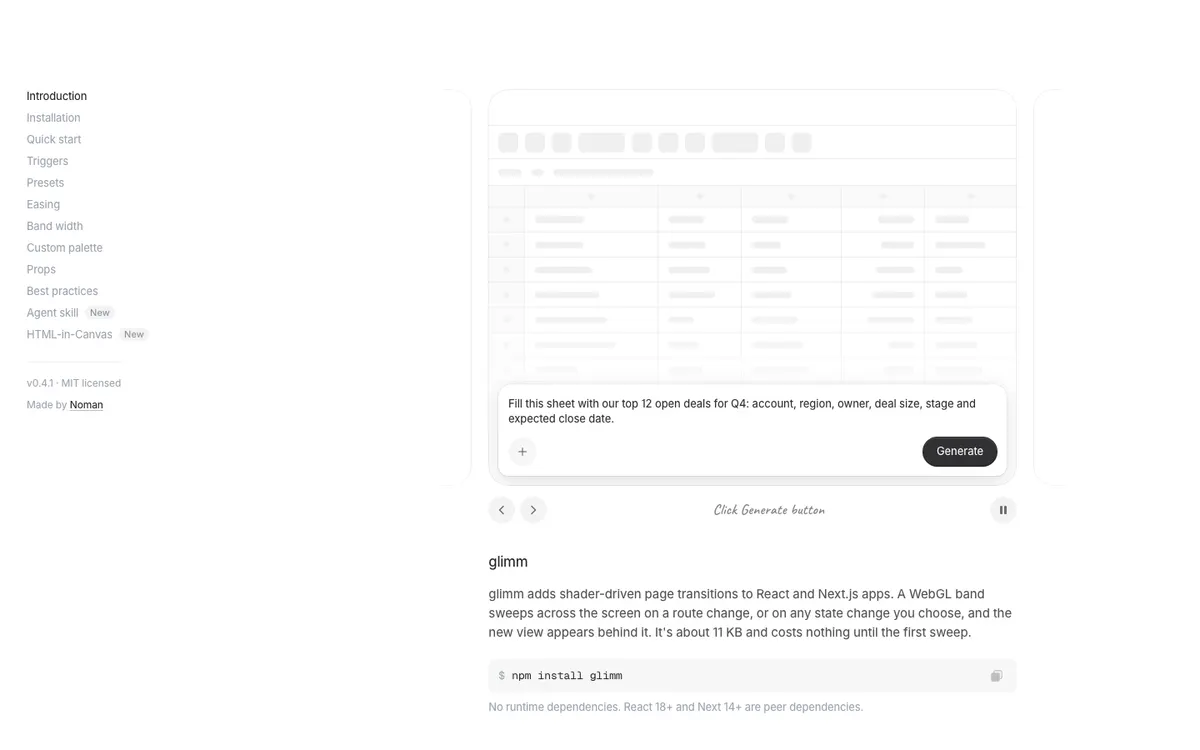 Introduction
Installation
Quick start
Triggers
Presets
Easing
Band width
Custom palette
Props
Best practices
Agent skill New
HTML-in-Canvas New
v0.4.1 · MIT licensed
Made by Noman
Fill this sheet with our top 12 open deals for Q4: account, region, owner, deal size, stage and
expected close date.
Generate
Click Generate button
glimm
glimm adds shader-driven page transitions to React and Next.js apps. A WebGL band
sweeps across the screen on a route change, or on any state change you choose, and the
new view appears behind it. It's about 11 KB and costs nothing until the first sweep.
$ npm install glimm
No runtime dependencies. React 18+ and Next 14+ are peer dependencies.